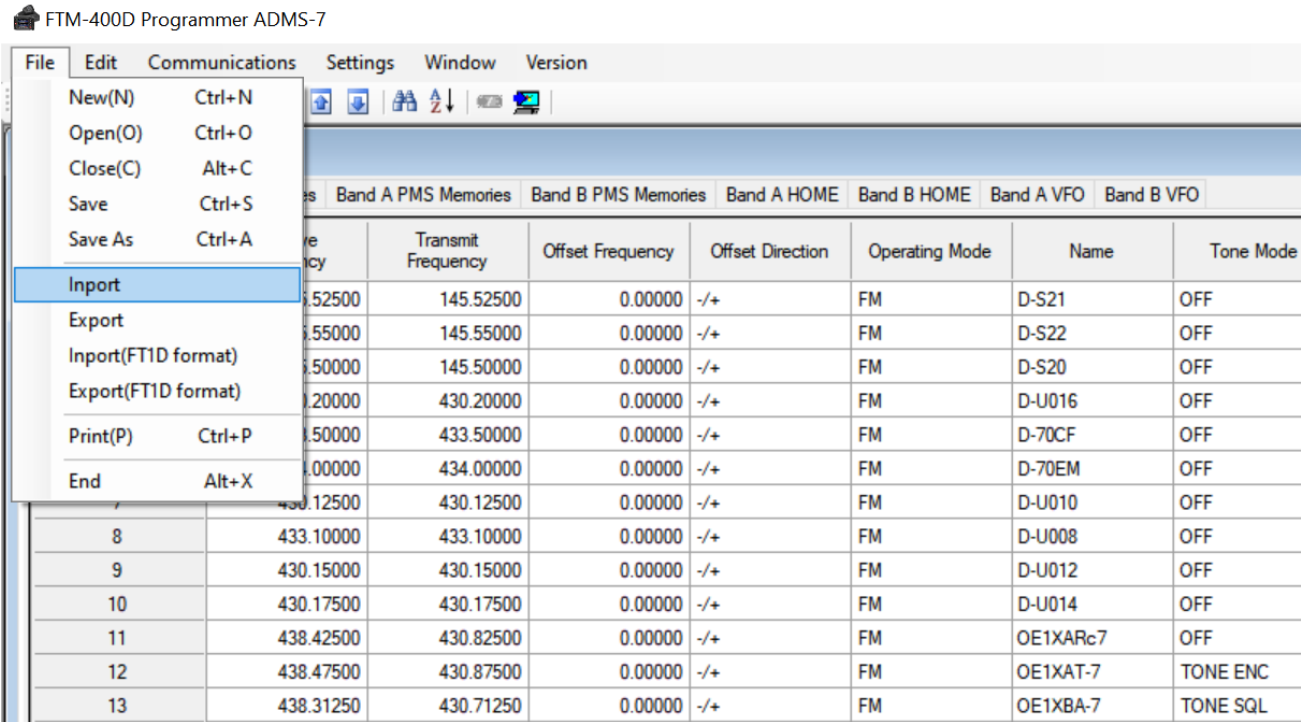 FTM-400D Programmer ADMS-7
File Edit Communications Settings Window Version
New(N) Ctrl+N
Open(O) Ctrl+O
Close(C) Alt+C
Save Ctrl+S
Save As Ctrl+A
Inport
Export
Inport(FT1D format)
Export(FT1D format)
Print(P) Ctrl+P
End Alt+X
Band A PMS Memories Band B PMS Memories Band A HOME Band B HOME Band A VFO Band B VFO
Transmit Frequency Offset Frequency Offset Direction Operating Mode Name Tone Mode
.52500 145.52500 0.00000 -/+ FM D-S21 OFF
.55000 145.55000 0.00000 -/+ FM D-S22 OFF
.50000 145.50000 0.00000 -/+ FM D-S20 OFF
.20000 430.20000 0.00000 -/+ FM D-U016 OFF
.50000 433.50000 0.00000 -/+ FM D-70CF OFF
.00000 434.00000 0.00000 -/+ FM D-70EM OFF
7 430.12500 430.12500 0.00000 -/+ FM D-U010 OFF
8 433.10000 433.10000 0.00000 -/+ FM D-U008 OFF
9 430.15000 430.15000 0.00000 -/+ FM D-U012 OFF
10 430.17500 430.17500 0.00000 -/+ FM D-U014 OFF
11 438.42500 430.82500 0.00000 -/+ FM OE1XARc7 OFF
12 438.47500 430.87500 0.00000 -/+ FM OE1XAT-7 TONE ENC
13 438.31250 430.71250 0.00000 -/+ FM OE1XBA-7 TONE SQL